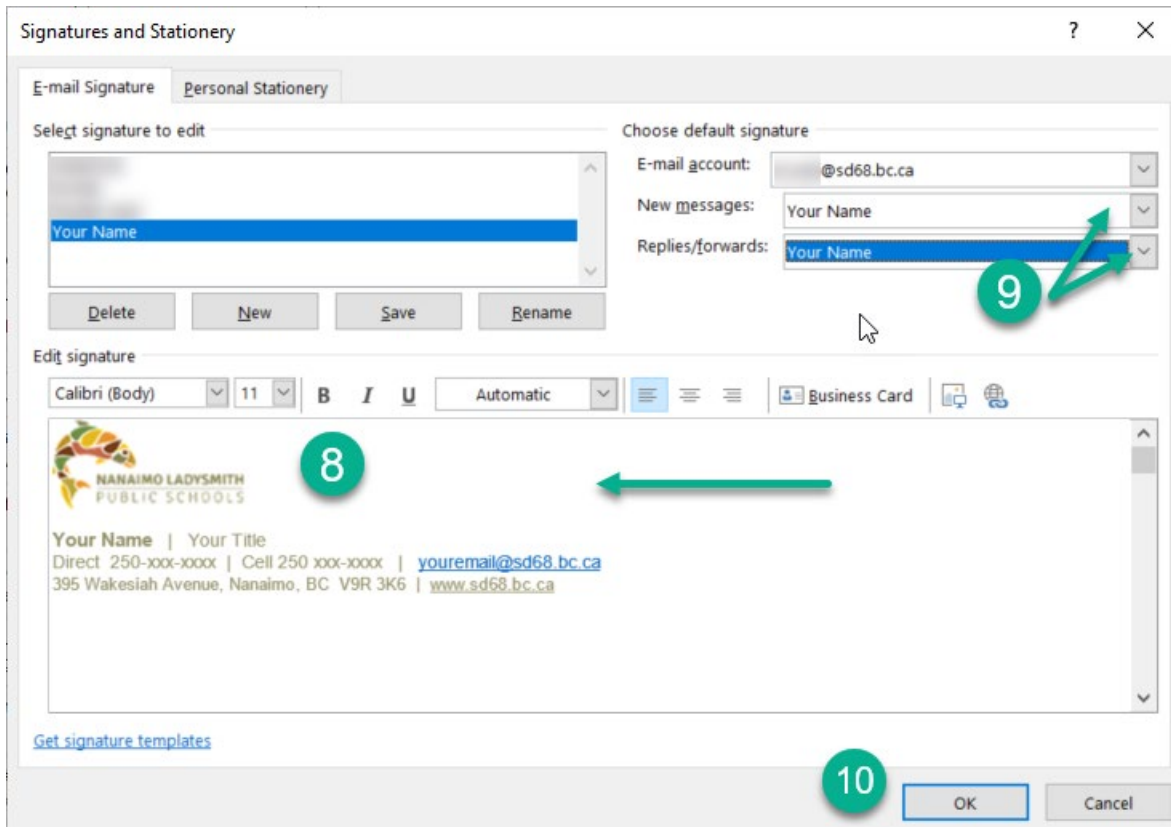 Signatures and Stationery
?
E-mail Signature
Personal Stationery
Select signature to edit
Your Name
Delete
New
Save
Rename
Choose default signature
E-mail account:
@sd68.bc.ca
New messages:
Your Name
Replies/forwards:
Your Name
9
Edit signature
Calibri (Body)
11
B I U
Automatic
Business Card
NANAIMO LADYSMITH
PUBLIC SCHOOLS
8
Your Name | Your Title
Direct 250-xxx-xxxx | Cell 250 xxx-xxxx | youremail@sd68.bc.ca
395 Wakesiah Avenue, Nanaimo, BC V9R 3K6 | www.sd68.bc.ca
Get signature templates
10
OK
Cancel